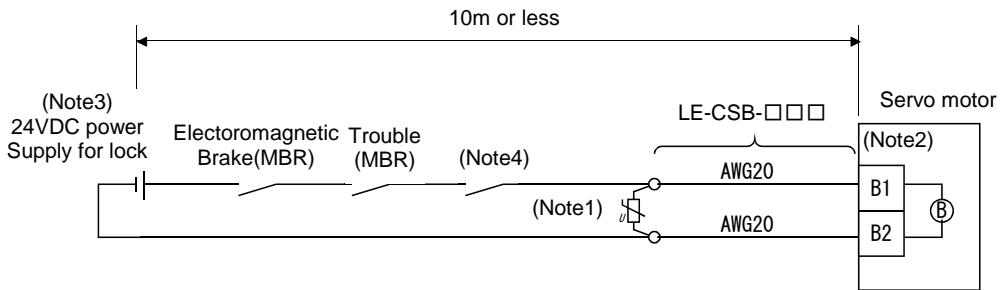 10m or less
(Note3)
24VDC power
Supply for lock
Electoromagnetic
Brake(MBR)
Trouble
(MBR)
(Note4)
(Note1)
U
LE-CSB-□□□
AWG20
AWG20
Servo motor
(Note2)
B1
B2
B